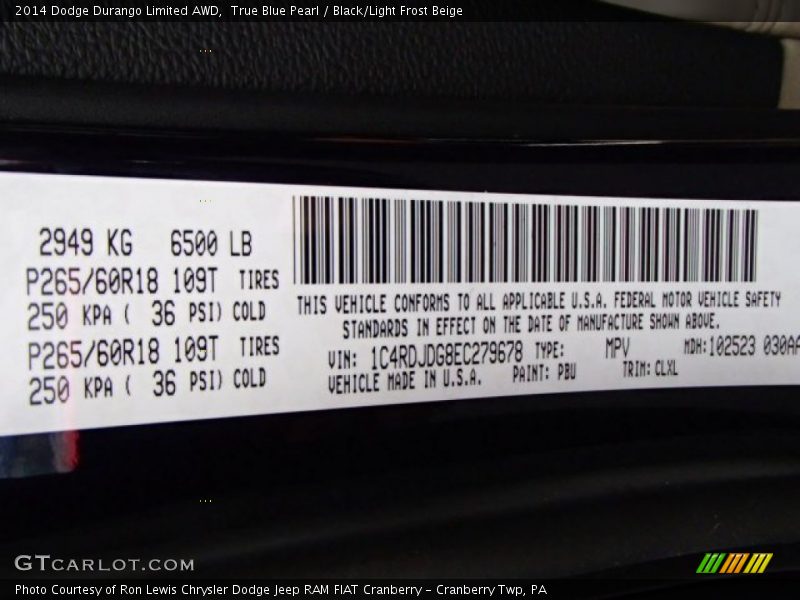 2014 Dodge Durango Limited AWD,  True Blue Pearl / Black/Light Frost Beige
2949 KG 6500 LB
P265/60R18 109T TIRES
250 KPA ( 36 PSI) COLD
P265/60R18 109T TIRES
250 KPA ( 36 PSI) COLD
THIS VEHICLE CONFORMS TO ALL APPLICABLE U.S.A. FEDERAL MOTOR VEHICLE SAFETY
STANDARDS IN EFFECT ON THE DATE OF MANUFACTURE SHOWN ABOVE.
VIN: 1C4RDJDG8EC279678 TYPE: MPV MDH:102523 030AA
VEHICLE MADE IN U.S.A. PAINT: PBU TRIM:CLXL
GTCARLOT.COM
Photo Courtesy of Ron Lewis Chrysler Dodge Jeep RAM FIAT Cranberry – Cranberry Twp, PA